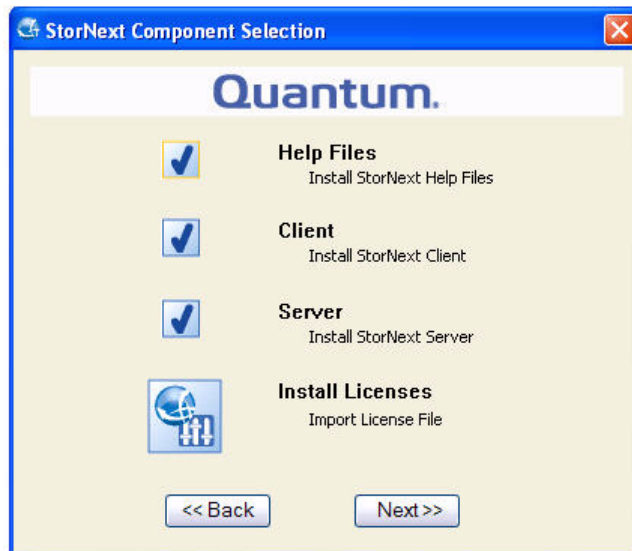 StorNext Component Selection
Quantum.
Help Files
Install StorNext Help Files
Client
Install StorNext Client
Server
Install StorNext Server
Install Licenses
Import License File
<< Back
Next >>